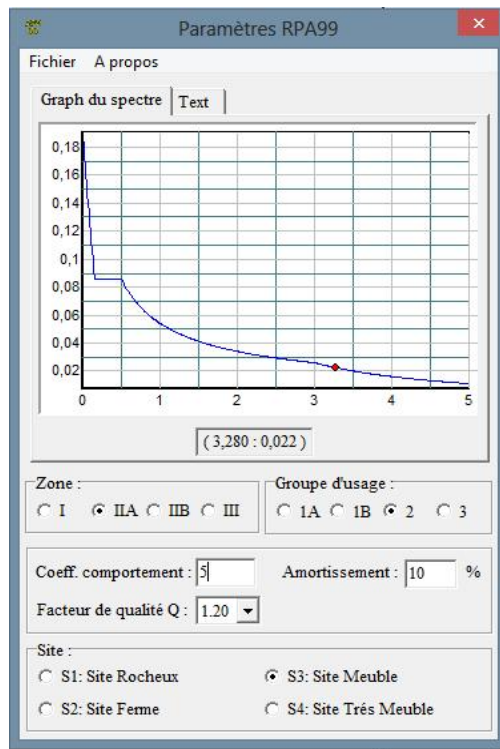 Paramètres RPA99
Fichier A propos
Graph du spectre Text
0,18
0,16
0,14
0,12
0,1
0,08
0,06
0,04
0,02
0 1 2 3 4 5
( 3,280 : 0,022 )
Zone : Groupe d'usage :
I IIA IIB III 1A 1B 2 3
Coeff. comportement : 5 Amortissement : 10 %
Facteur de qualité Q : 1.20
Site :
S1: Site Rocheux S3: Site Meuble
S2: Site Ferme S4: Site Trés Meuble